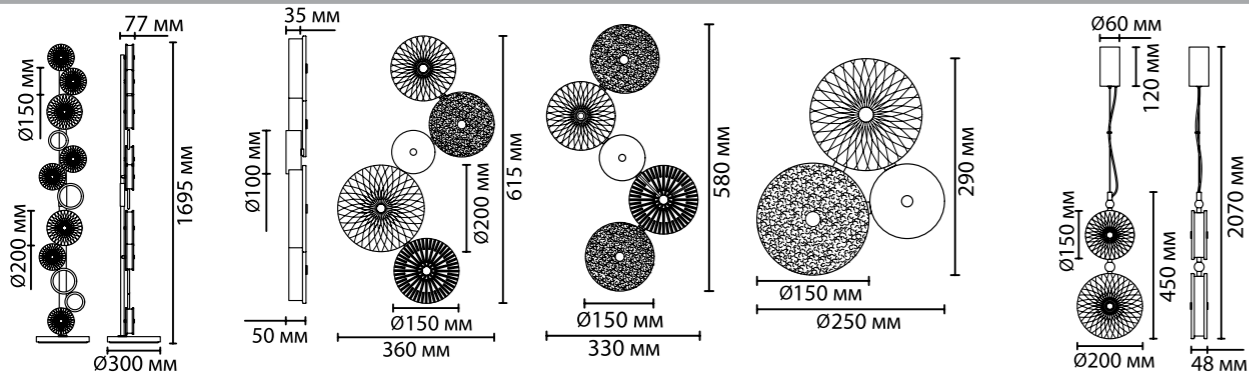 77 мм
Ø150 мм
Ø200 мм
1695 мм
Ø300 мм
35 мм
Ø100 мм
50 мм
Ø200 мм
615 мм
Ø150 мм
360 мм
580 мм
Ø150 мм
330 мм
290 мм
Ø150 мм
Ø250 мм
Ø60 мм
120 мм
Ø150 мм
450 мм
2070 мм
Ø200 мм
48 мм